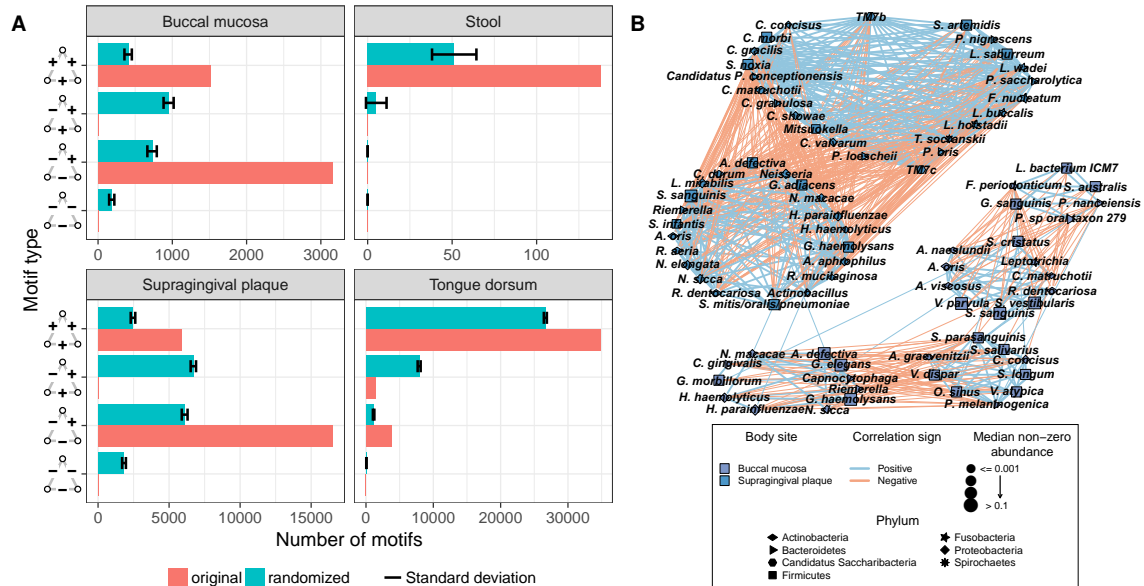 A
Buccal mucosa
Stool
0
1000
2000
3000
0
50
100
Supragingival plaque
Tongue dorsum
0
5000
10000
15000
0
10000
20000
30000
Motif type
Number of motifs
original
randomized
Standard deviation
B
C. concisus
TM7b
S. artemidis
C. morbi
P. nigrescens
C. gracilis
L. saburreum
S. noxia
L. vadei
Candidatus P. conceptionensis
P. saccharolytica
C. matruchotii
F. nucleatum
C. granulosa
L. buccalis
C. showae
L. hofstadii
Mitsuokella
T. socranskii
C. valvarum
P. oris
P. loescheii
TM7c
A. defectiva
L. bacterium ICM7
C. durum
Neisseria
L. mirabilis
G. adiacens
F. periodonticum
S. australis
S. sanguinis
N. macacae
G. sanguinis
P. nanceiensis
Riemerella
H. parainfluenzae
P. sp oral taxon 279
S. infantis
H. haemolyticus
A. oris
G. haemolysans
S. cristatus
R. aeria
A. naeslundii
N. elongata
A. aphrophilus
Leptotrichia
A. oris
N. sicca
R. mucilaginosa
C. matruchotii
R. dentocariosa
Actinobacillus
A. viscosus
R. dentocariosa
S. mitis/oralis/pneumoniae
V. parvula
S. vestibularis
S. sanguinis
S. parasanguinis
N. macacae
A. defectiva
A. graevenitzii
S. salivarius
C. gingivalis
G. elegans
C. concisus
G. morbillorum
Capnocytophaga
V. dispar
S. longum
Riemerella
H. haemolyticus
G. haemolysans
O. sinus
V. atypica
H. parainfluenzae
N. sicca
P. melaninogenica
Body site
Correlation sign
Median non−zero
abundance
Buccal mucosa
Supragingival plaque
Positive
Negative
<= 0.001
> 0.1
Phylum
Actinobacteria
Bacteroidetes
Candidatus Saccharibacteria
Firmicutes
Fusobacteria
Proteobacteria
Spirochaetes